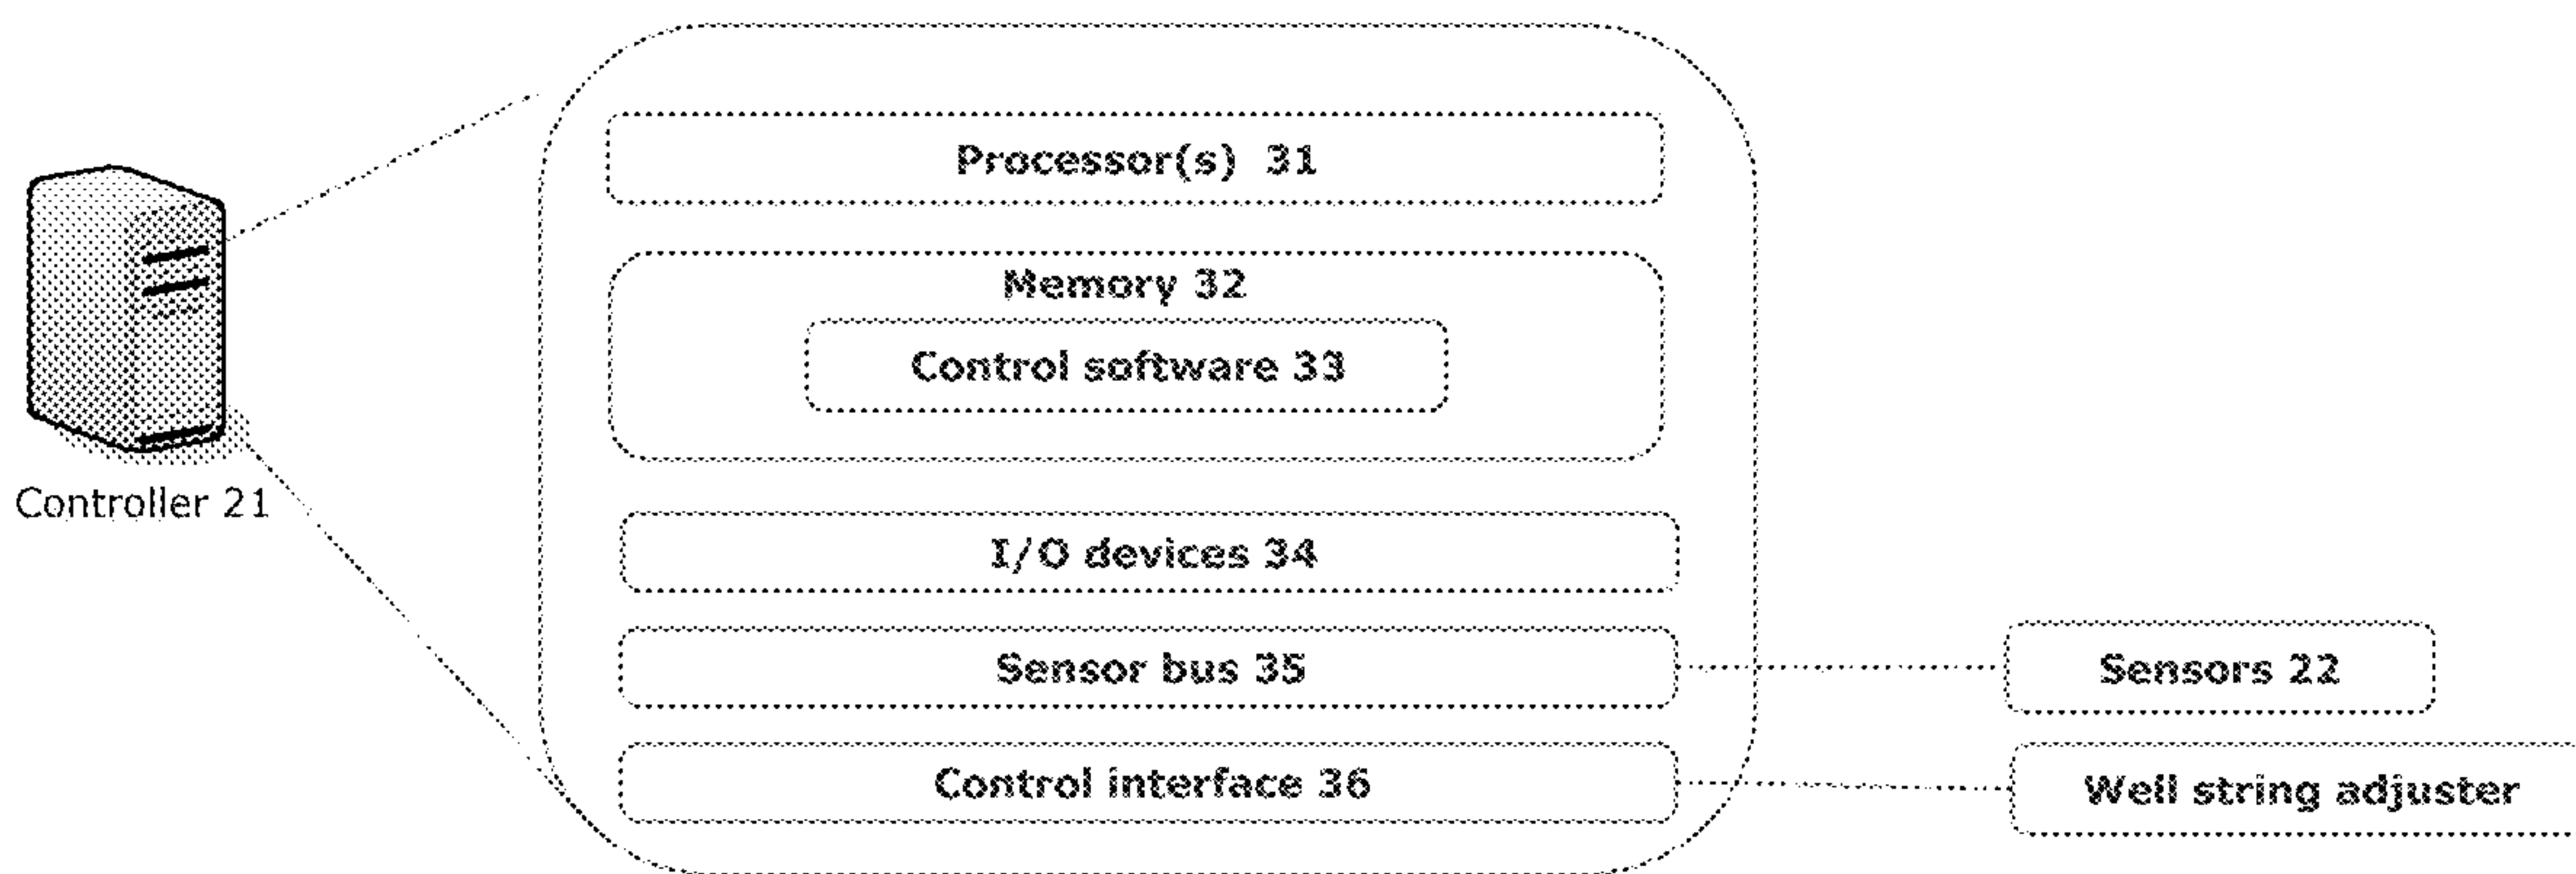 Processor(s) 31
Memory 32
Control software 33
Controller 21
I/O devices 34
Sensor bus 35
Sensors 22
Control interface 36
Well string adjuster